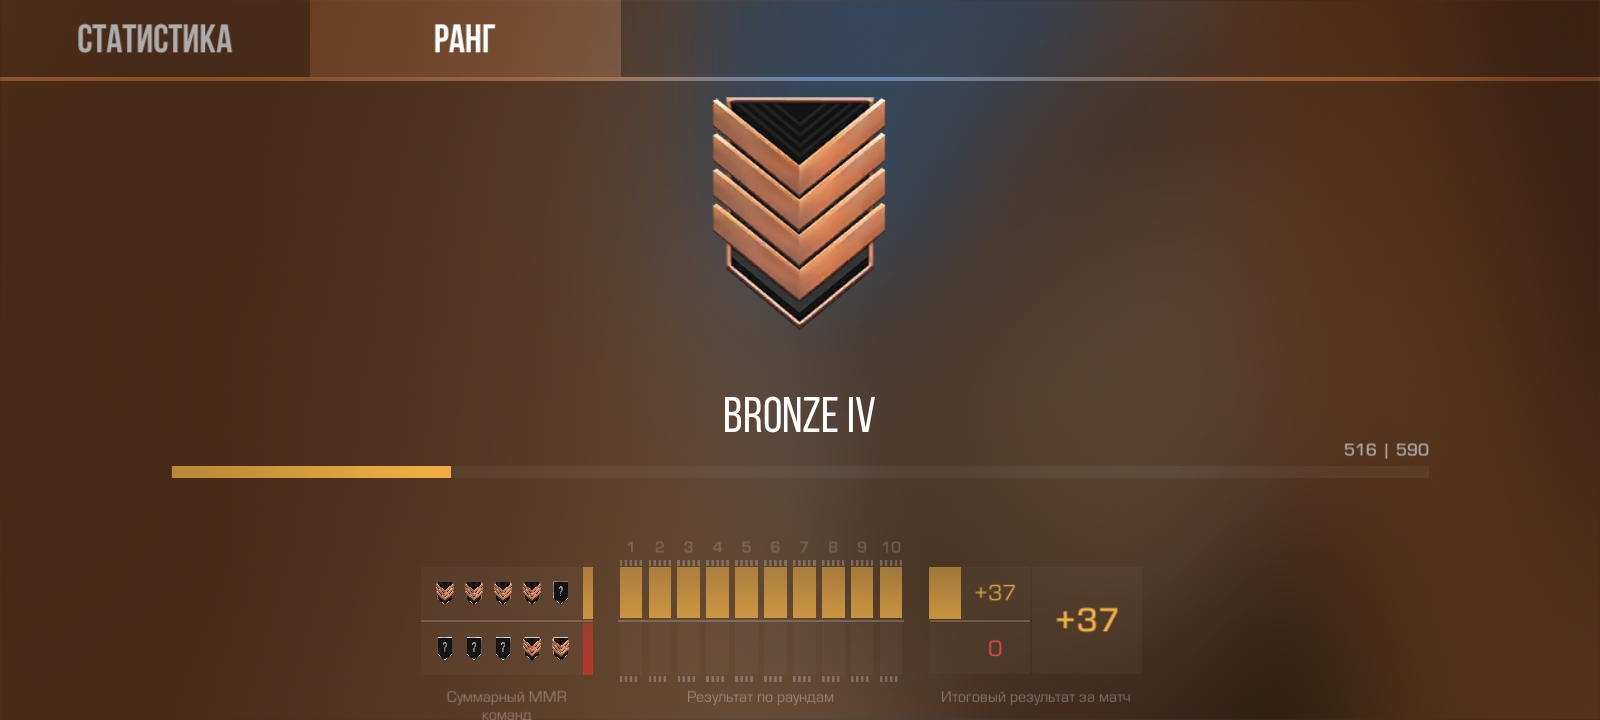 СТАТИСТИКА
РАНГ
BRONZE IV
516 | 590
1 2 3 4 5 6 7 8 9 10
? +37
+37
? ? ? 0
Суммарный MMR
команд
Результат по раундам
Итоговый результат за матч